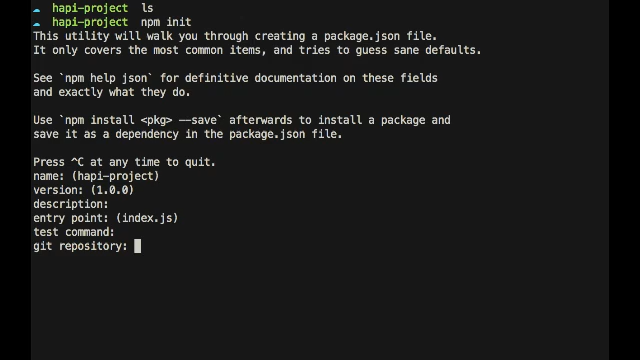 hapi-project ls
hapi-project npm init
This utility will walk you through creating a package.json file.
It only covers the most common items, and tries to guess sane defaults.
See `npm help json` for definitive documentation on these fields
and exactly what they do.
Use `npm install <pkg> --save` afterwards to install a package and
save it as a dependency in the package.json file.
Press ^C at any time to quit.
name: (hapi-project)
version: (1.0.0)
description:
entry point: (index.js)
test command:
git repository: